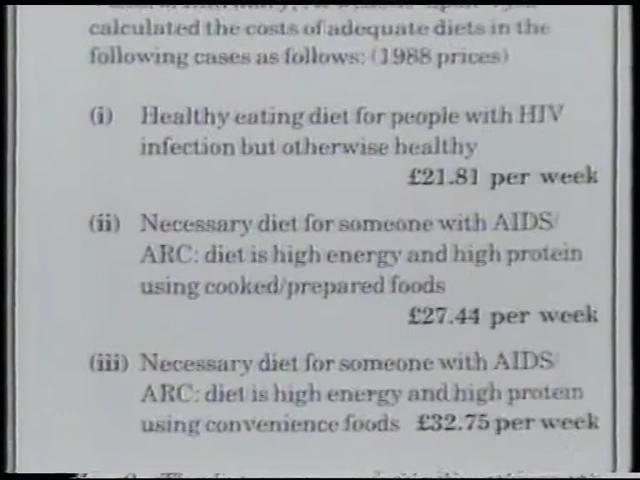 calculated the costs of adequate diets in the
following cases as follows: (1988 prices)
(i) Healthy eating diet for people with HIV
infection but otherwise healthy
£21.81 per week
(ii) Necessary diet for someone with AIDS/
ARC: diet is high energy and high protein
using cooked/prepared foods
£27.44 per week
(iii) Necessary diet for someone with AIDS/
ARC: diet is high energy and high protein
using convenience foods £32.75 per week